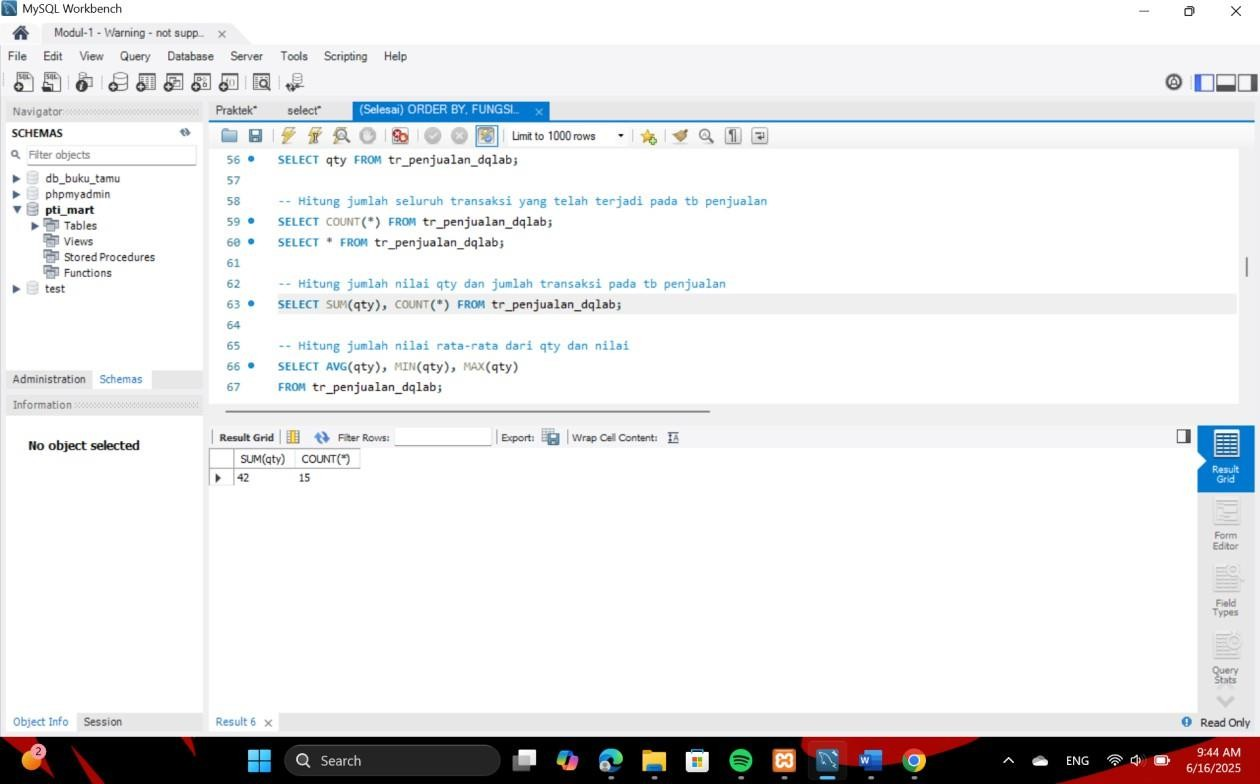 MySQL Workbench
Modul-1 - Warning - not supp...
File Edit View Query Database Server Tools Scripting Help
Navigator
SCHEMAS
Filter objects
db_buku_tamu
phpmyadmin
pti_mart
Tables
Views
Stored Procedures
Functions
test
Administration Schemas
Information
No object selected
Object Info Session
Praktek* select* (Selesai) ORDER BY, FUNGSI...
Limit to 1000 rows
56 SELECT qty FROM tr_penjualan_dqlab;
57
58 -- Hitung jumlah seluruh transaksi yang telah terjadi pada tb penjualan
59 SELECT COUNT(*) FROM tr_penjualan_dqlab;
60 SELECT * FROM tr_penjualan_dqlab;
61
62 -- Hitung jumlah nilai qty dan jumlah transaksi pada tb penjualan
63 SELECT SUM(qty), COUNT(*) FROM tr_penjualan_dqlab;
64
65 -- Hitung jumlah nilai rata-rata dari qty dan nilai
66 SELECT AVG(qty), MIN(qty), MAX(qty)
67 FROM tr_penjualan_dqlab;
Result Grid Filter Rows: Export: Wrap Cell Content:
SUM(qty) COUNT(*)
42 15
Result Grid
Form Editor
Field Types
Query Stats
Result 6
Read Only
2
Search
ENG
9:44 AM
6/16/2025